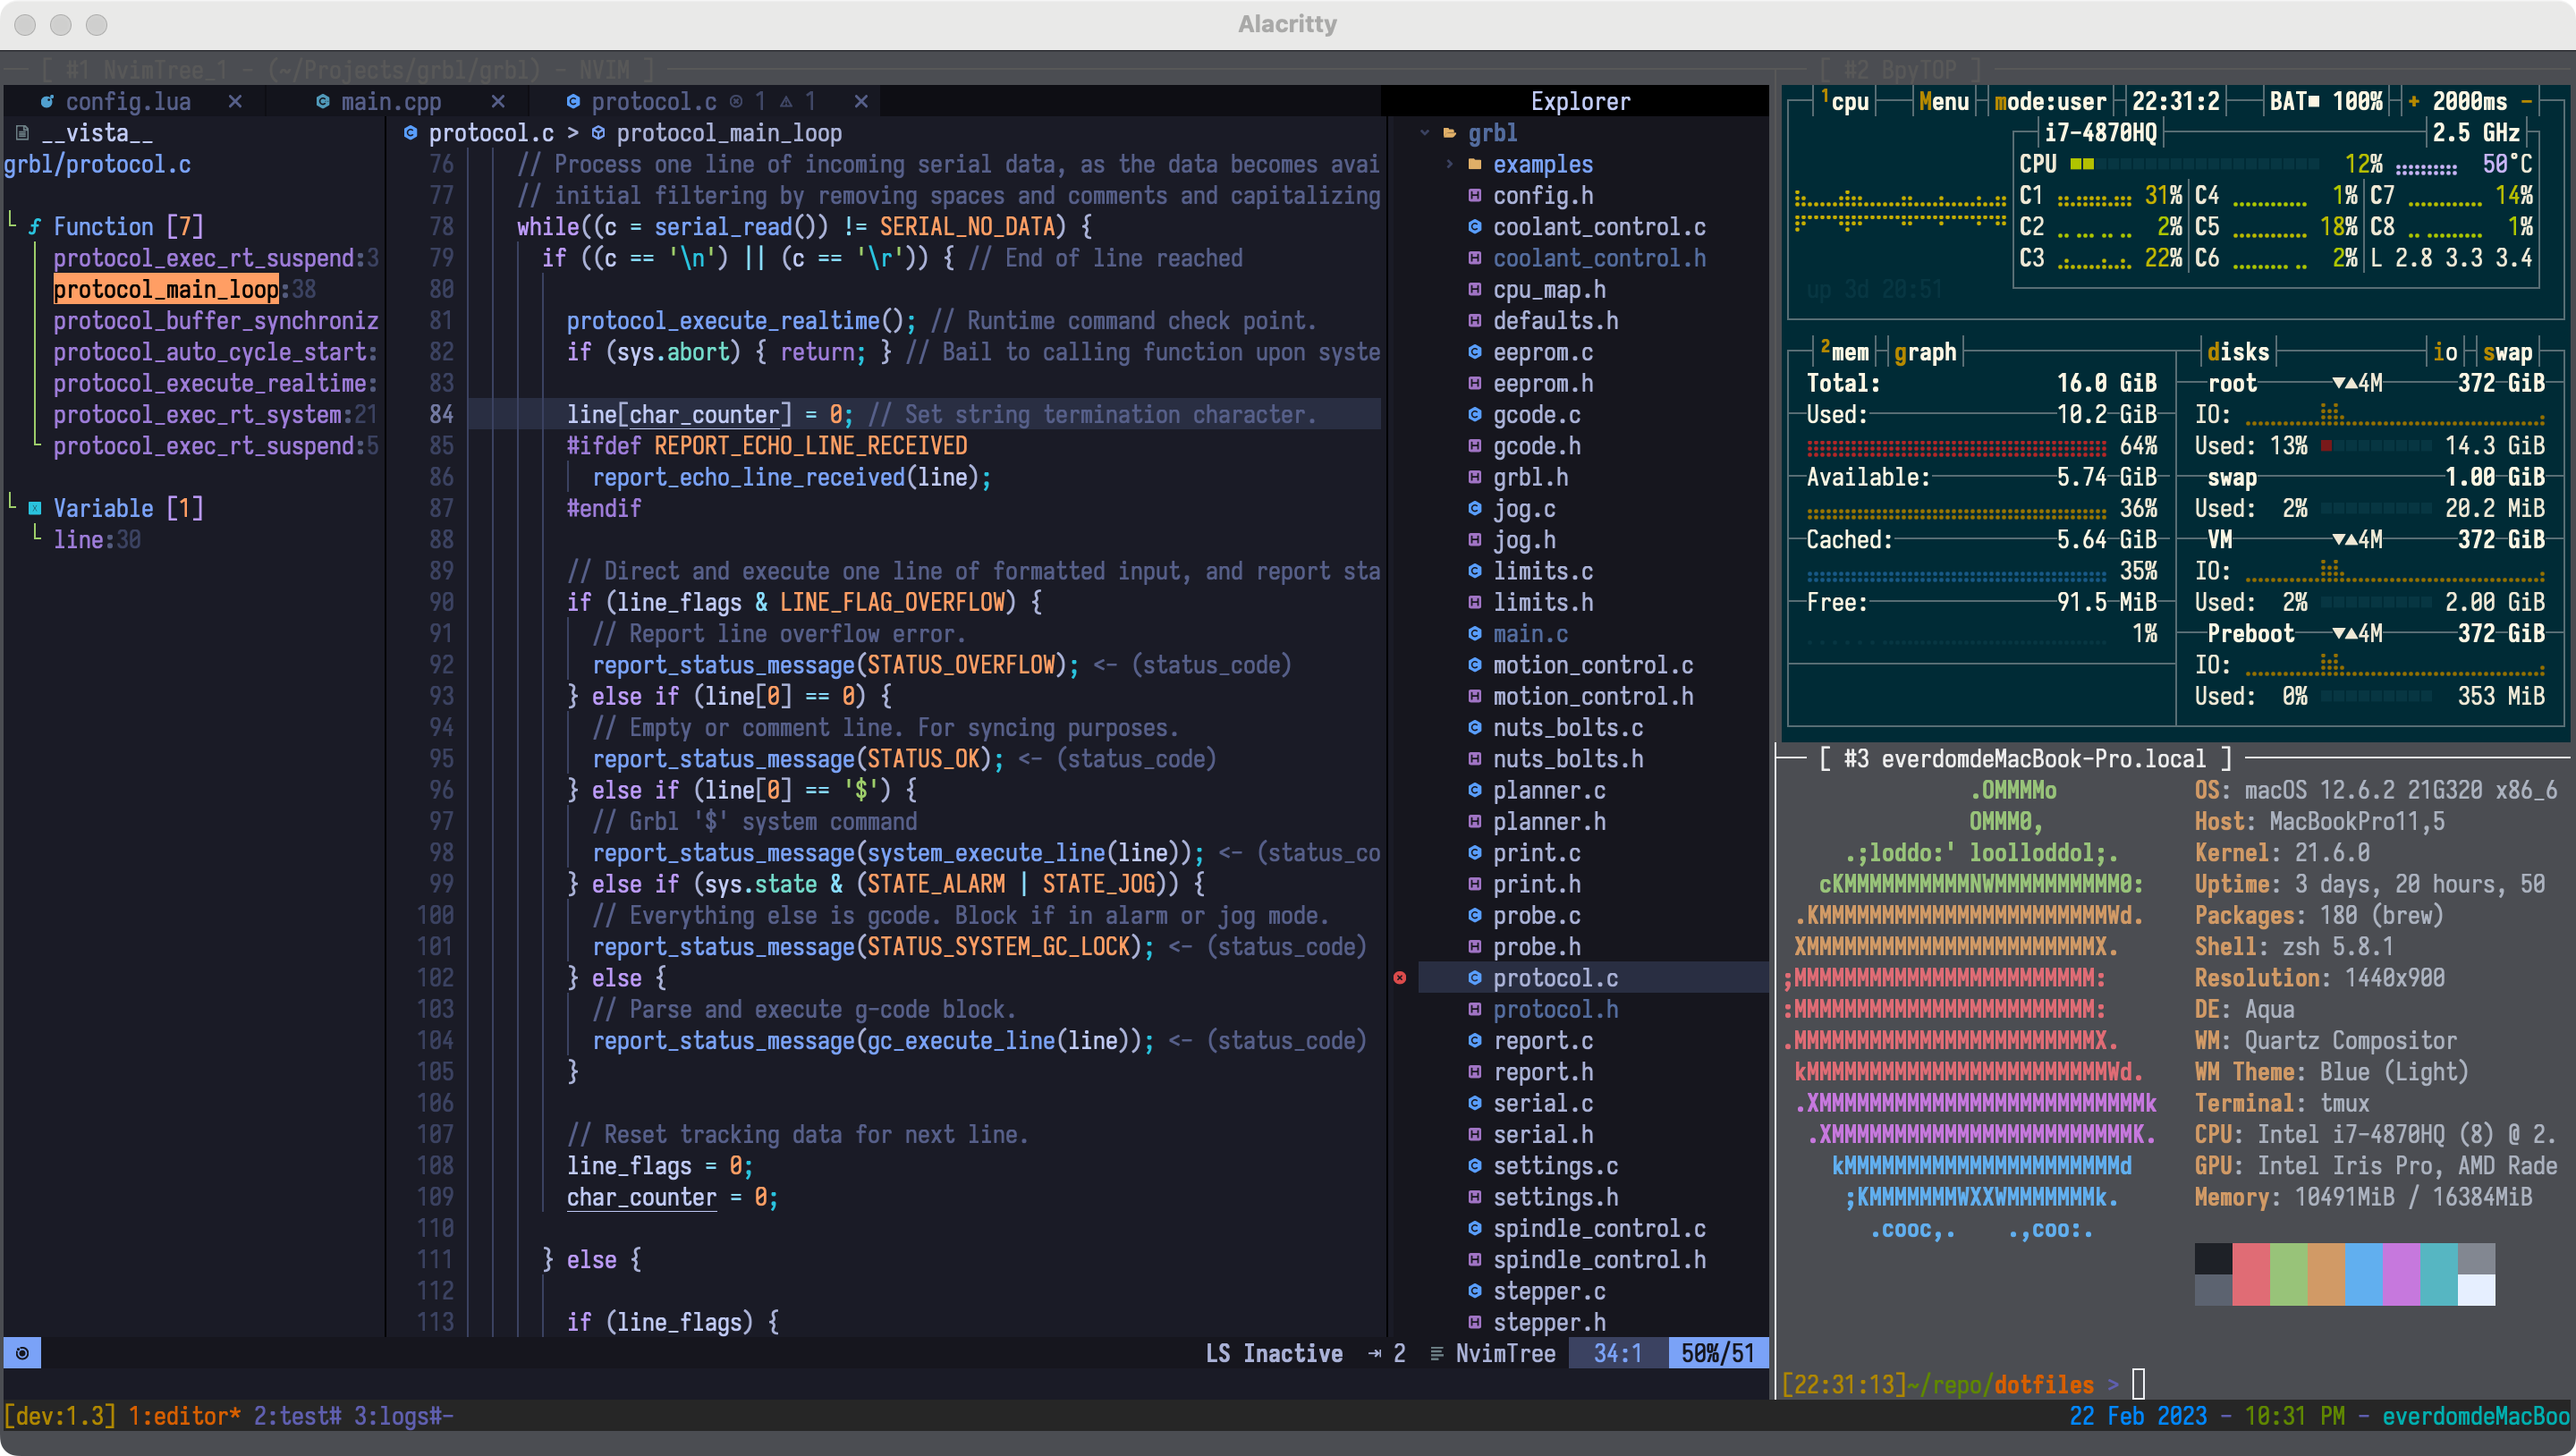 Alacritty
[ #1 NvimTree_1 - (~/Projects/grbl/grbl) - NVIM ]
config.lua ×
main.cpp ×
protocol.c 1 1 ×
__vista__
grbl/protocol.c
Function [7]
protocol_exec_rt_suspend:3
protocol_main_loop:38
protocol_buffer_synchroniz
protocol_auto_cycle_start:
protocol_execute_realtime:
protocol_exec_rt_system:21
protocol_exec_rt_suspend:5
Variable [1]
line:30
protocol.c > protocol_main_loop
76 // Process one line of incoming serial data, as the data becomes avai
77 // initial filtering by removing spaces and comments and capitalizing
78 while((c = serial_read()) != SERIAL_NO_DATA) {
79 if ((c == '\n') || (c == '\r')) { // End of line reached
80
81 protocol_execute_realtime(); // Runtime command check point.
82 if (sys.abort) { return; } // Bail to calling function upon syste
83
84 line[char_counter] = 0; // Set string termination character.
85 #ifdef REPORT_ECHO_LINE_RECEIVED
86 report_echo_line_received(line);
87 #endif
88
89 // Direct and execute one line of formatted input, and report sta
90 if (line_flags & LINE_FLAG_OVERFLOW) {
91 // Report line overflow error.
92 report_status_message(STATUS_OVERFLOW); <- (status_code)
93 } else if (line[0] == 0) {
94 // Empty or comment line. For syncing purposes.
95 report_status_message(STATUS_OK); <- (status_code)
96 } else if (line[0] == '$') {
97 // Grbl '$' system command
98 report_status_message(system_execute_line(line)); <- (status_co
99 } else if (sys.state & (STATE_ALARM | STATE_JOG)) {
100 // Everything else is gcode. Block if in alarm or jog mode.
101 report_status_message(STATUS_SYSTEM_GC_LOCK); <- (status_code)
102 } else {
103 // Parse and execute g-code block.
104 report_status_message(gc_execute_line(line)); <- (status_code)
105 }
106
107 // Reset tracking data for next line.
108 line_flags = 0;
109 char_counter = 0;
110
111 } else {
112
113 if (line_flags) {
Explorer
grbl
examples
config.h
coolant_control.c
coolant_control.h
cpu_map.h
defaults.h
eeprom.c
eeprom.h
gcode.c
gcode.h
grbl.h
jog.c
jog.h
limits.c
limits.h
main.c
motion_control.c
motion_control.h
nuts_bolts.c
nuts_bolts.h
planner.c
planner.h
print.c
print.h
probe.c
probe.h
protocol.c
protocol.h
report.c
report.h
serial.c
serial.h
settings.c
settings.h
spindle_control.c
spindle_control.h
stepper.c
stepper.h
LS Inactive ⇥ 2 NvimTree 34:1 50%/51
[ #2 BpyTOP ]
¹cpu Menu mode:user 22:31:2 BAT■ 100% + 2000ms -
i7-4870HQ 2.5 GHz
CPU 12% 50°C
C1 31% C4 1% C7 14%
C2 2% C5 18% C8 1%
C3 22% C6 2% L 2.8 3.3 3.4
up 3d 20:51
²mem graph
Total: 16.0 GiB
Used: 10.2 GiB
64%
Available: 5.74 GiB
36%
Cached: 5.64 GiB
35%
Free: 91.5 MiB
1%
disks io swap
root ▼▲4M 372 GiB
IO:
Used: 13% 14.3 GiB
swap 1.00 GiB
Used: 2% 20.2 MiB
VM ▼▲4M 372 GiB
IO:
Used: 2% 2.00 GiB
Preboot ▼▲4M 372 GiB
IO:
Used: 0% 353 MiB
[ #3 everdomdeMacBook-Pro.local ]
.OMMMMo
OMMM0,
.;loddo:' loolloddol;.
cKMMMMMMMMMMNWMMMMMMMMMM0:
.KMMMMMMMMMMMMMMMMMMMMMMMWd.
XMMMMMMMMMMMMMMMMMMMMMMMX.
;MMMMMMMMMMMMMMMMMMMMMMMM:
:MMMMMMMMMMMMMMMMMMMMMMMM:
.MMMMMMMMMMMMMMMMMMMMMMMMX.
kMMMMMMMMMMMMMMMMMMMMMMMMWd.
.XMMMMMMMMMMMMMMMMMMMMMMMMMMk
.XMMMMMMMMMMMMMMMMMMMMMMMMK.
kMMMMMMMMMMMMMMMMMMMMMMd
;KMMMMMMMWXXWMMMMMMMk.
.cooc,. .,coo:.
OS: macOS 12.6.2 21G320 x86_6
Host: MacBookPro11,5
Kernel: 21.6.0
Uptime: 3 days, 20 hours, 50
Packages: 180 (brew)
Shell: zsh 5.8.1
Resolution: 1440x900
DE: Aqua
WM: Quartz Compositor
WM Theme: Blue (Light)
Terminal: tmux
CPU: Intel i7-4870HQ (8) @ 2.
GPU: Intel Iris Pro, AMD Rade
Memory: 10491MiB / 16384MiB
[22:31:13]~/repo/dotfiles >
[dev:1.3] 1:editor* 2:test# 3:logs#-
22 Feb 2023 - 10:31 PM - everdomdeMacBoo